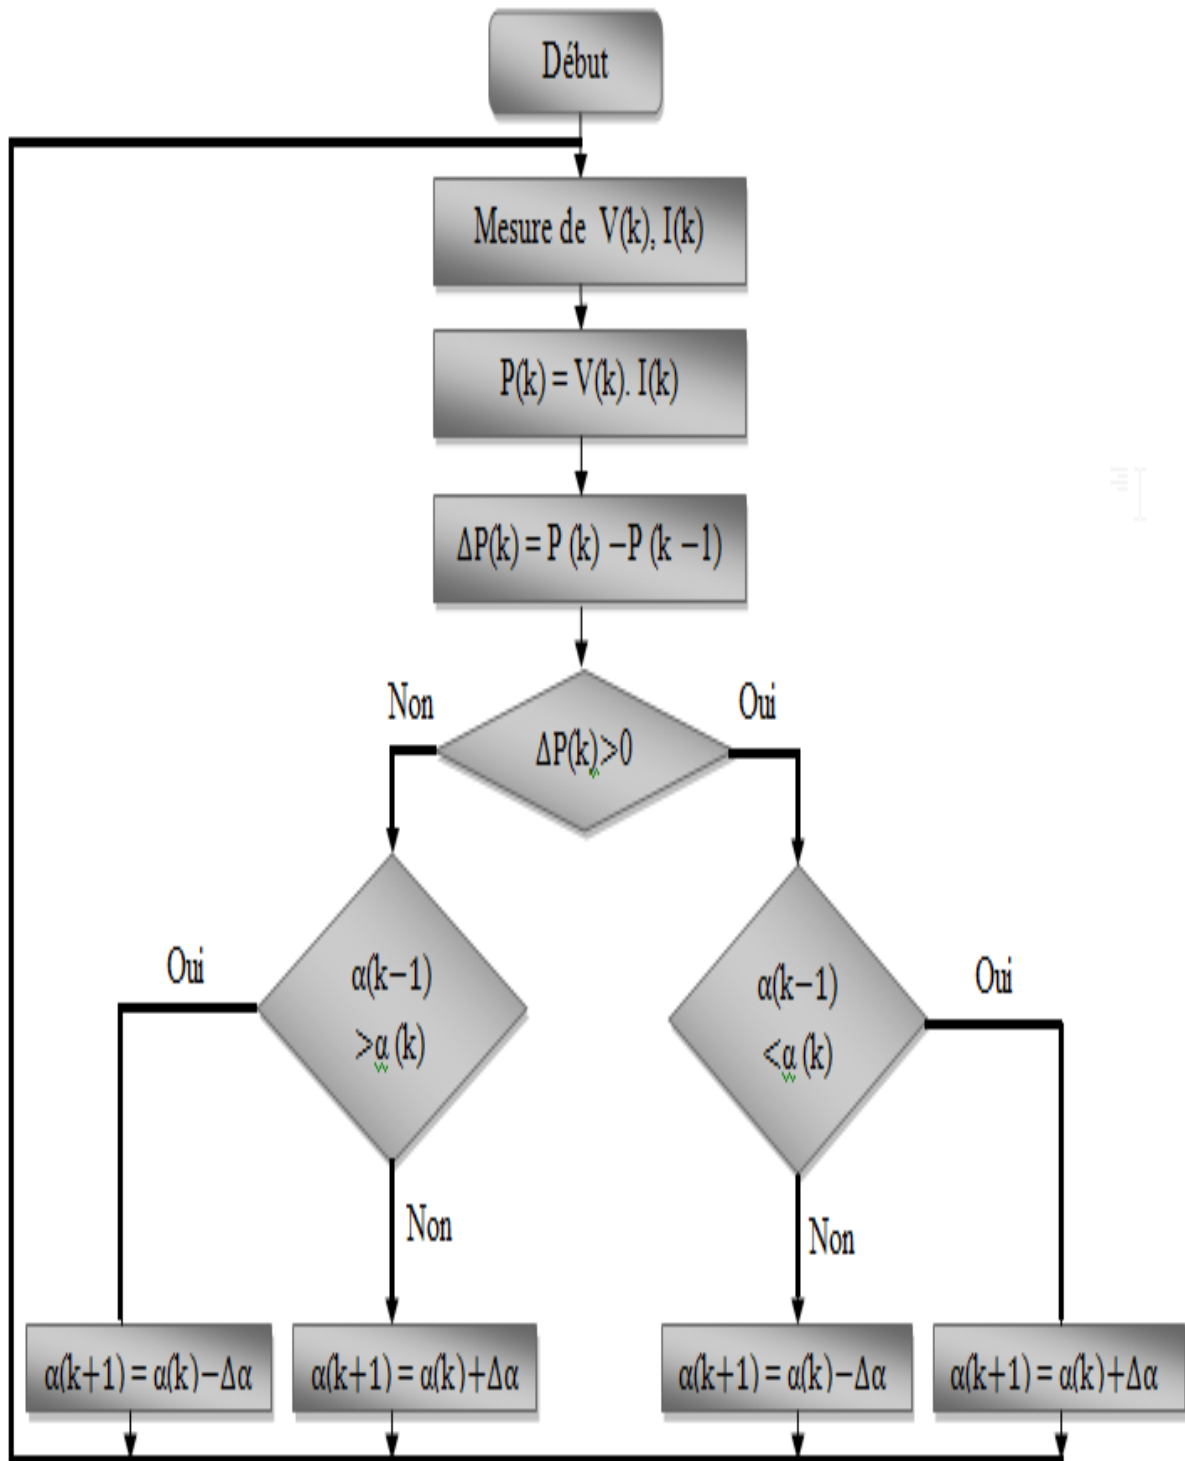 Début
Mesure de V(k), I(k)
P(k) = V(k). I(k)
ΔP(k) = P (k) −P (k −1)
Non
Oui
ΔP(k)>0
Oui
α(k−1)
>α (k)
α(k−1)
<α (k)
Oui
Non
Non
α(k+1) = α(k)−Δα
α(k+1) = α(k)+Δα
α(k+1) = α(k)−Δα
α(k+1) = α(k)+Δα